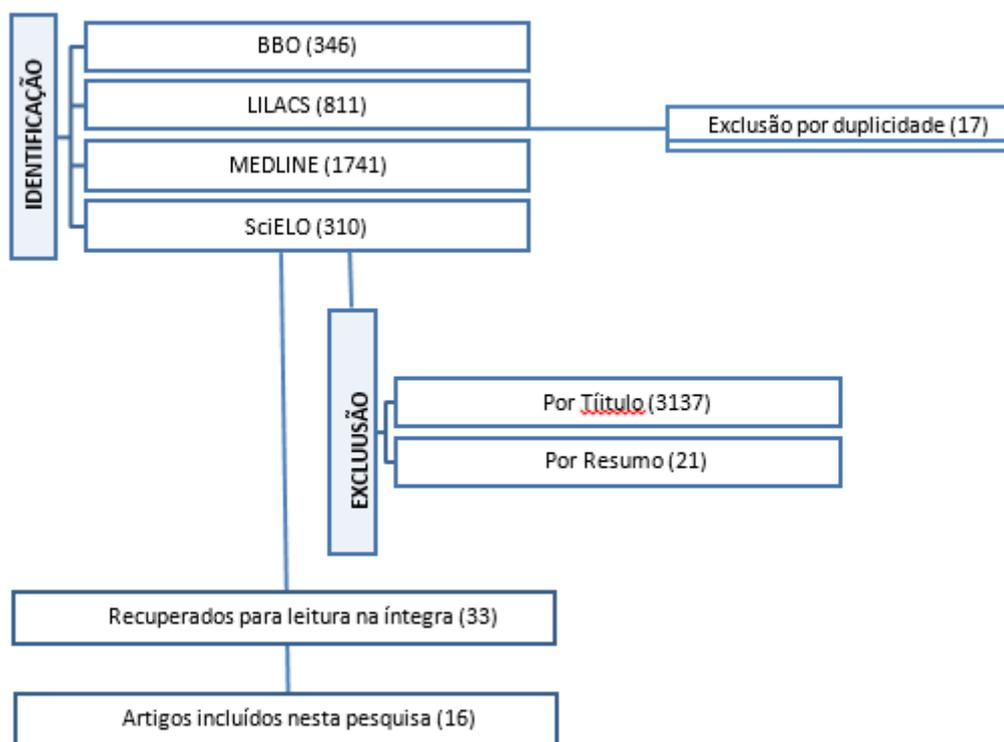 IDENTIFICAÇÃO
BBO (346)
LILACS (811)
MEDLINE (1741)
SciELO (310)
Exclusão por duplicidade (17)
EXCLUUSÃO
Por Tíitulo (3137)
Por Resumo (21)
Recuperados para leitura na íntegra (33)
Artigos incluídos nesta pesquisa (16)